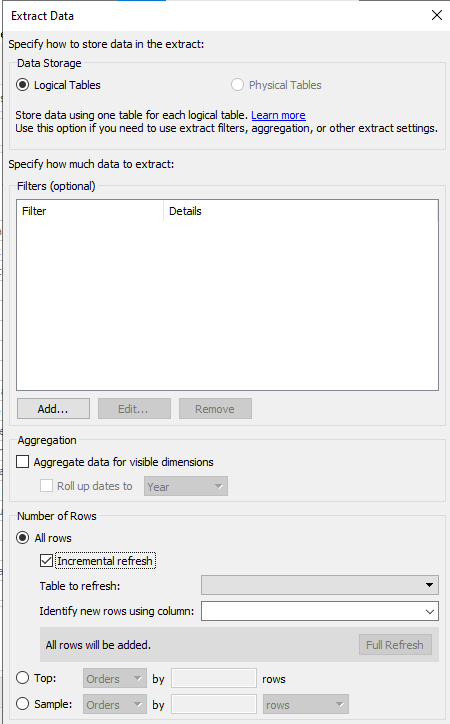 Extract Data
Specify how to store data in the extract:
Data Storage
Logical Tables Physical Tables
Store data using one table for each logical table. Learn more
Use this option if you need to use extract filters, aggregation, or other extract settings.
Specify how much data to extract:
Filters (optional)
Filter Details
Add... Edit... Remove
Aggregation
Aggregate data for visible dimensions
Roll up dates to Year
Number of Rows
All rows
Incremental refresh
Table to refresh:
Identify new rows using column:
All rows will be added. Full Refresh
Top: Orders by rows
Sample: Orders by rows